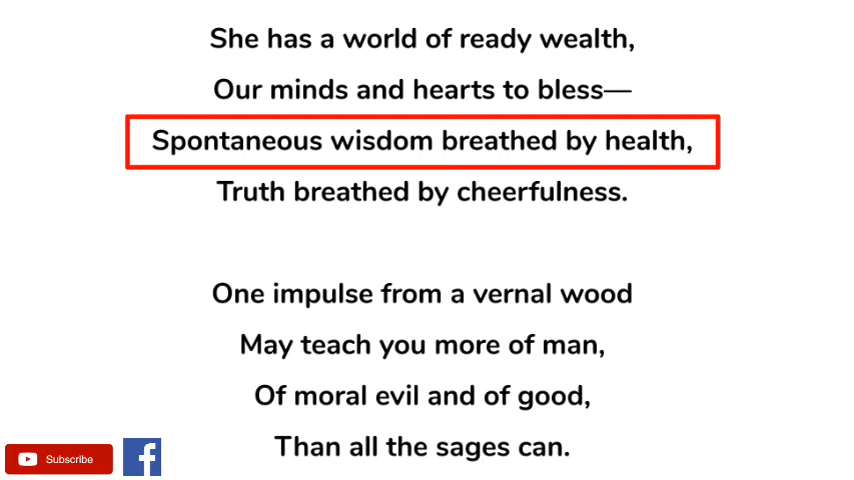 She has a world of ready wealth,
Our minds and hearts to bless—
Spontaneous wisdom breathed by health,
Truth breathed by cheerfulness.
One impulse from a vernal wood
May teach you more of man,
Of moral evil and of good,
Than all the sages can.
Subscribe